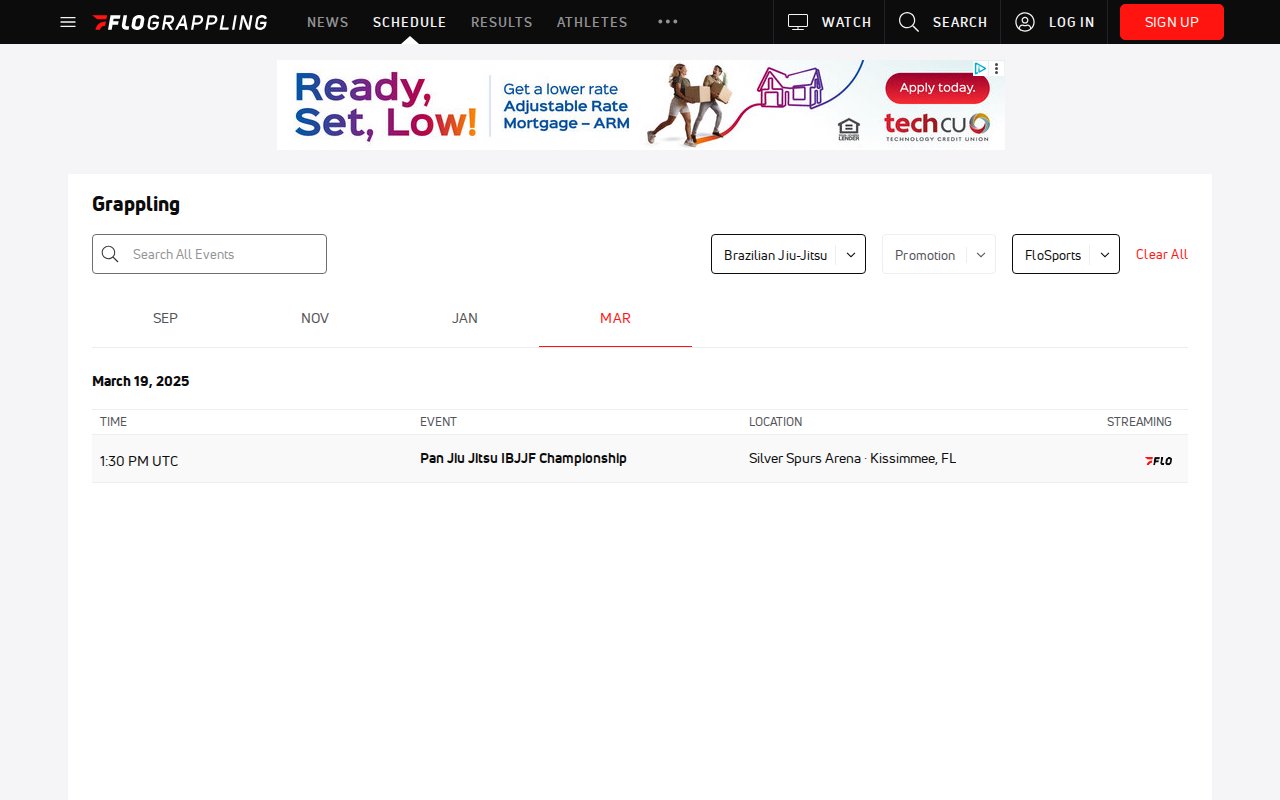 FLOGRAPPLING NEWS SCHEDULE RESULTS ATHLETES WATCH SEARCH LOG IN SIGN UP
Ready,
Set, Low!
Get a lower rate
Adjustable Rate
Mortgage – ARM
Apply today.
techcu
TECHNOLOGY CREDIT UNION
Grappling
Search All Events
Brazilian Jiu-Jitsu
Promotion
FloSports
Clear All
SEP NOV JAN MAR
March 19, 2025
TIME EVENT LOCATION STREAMING
1:30 PM UTC Pan Jiu Jitsu IBJJF Championship Silver Spurs Arena · Kissimmee, FL FLO